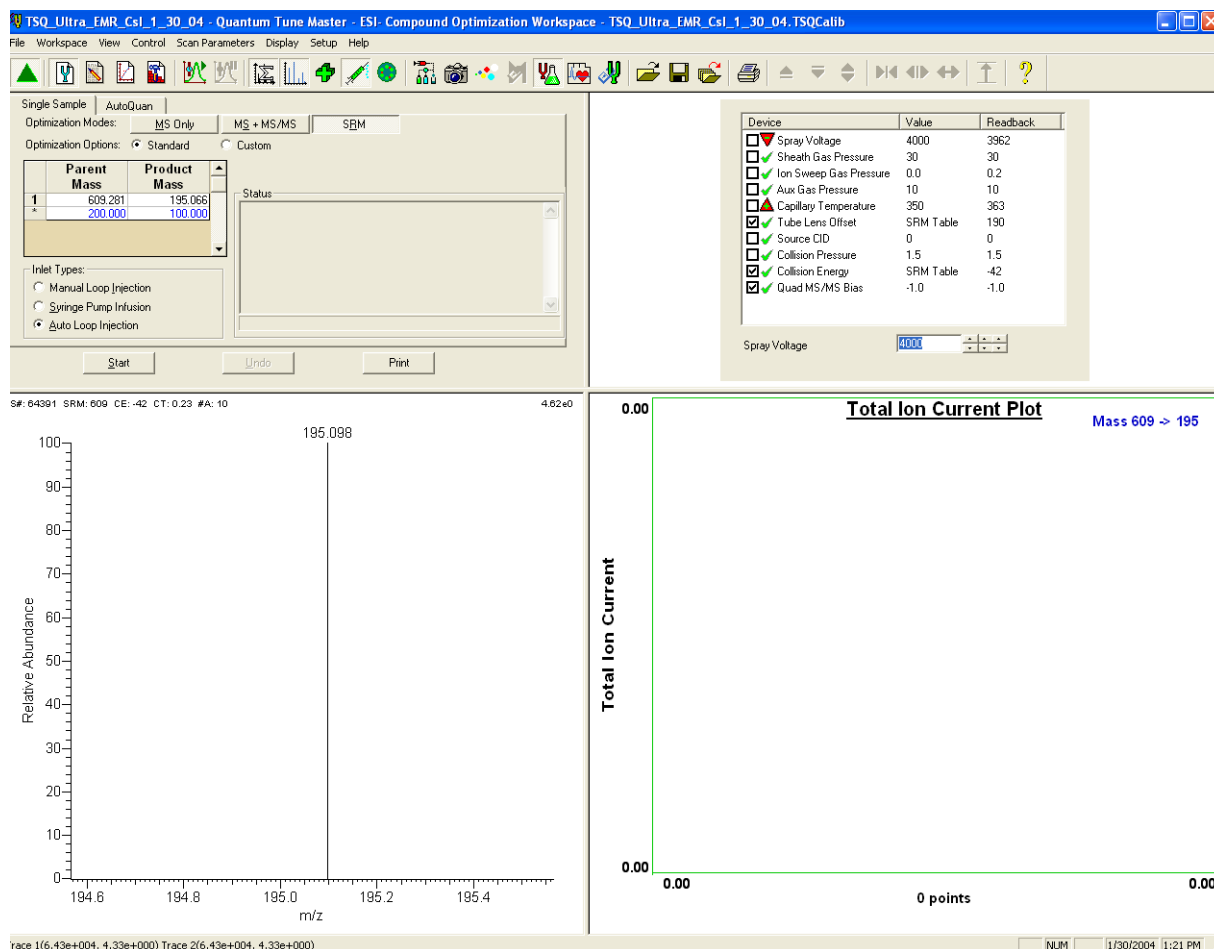 TSQ_Ultra_EMR_CsI_1_30_04 - Quantum Tune Master - ESI- Compound Optimization Workspace - TSQ_Ultra_EMR_CsI_1_30_04.TSQCalib
File Workspace View Control Scan Parameters Display Setup Help
Single Sample AutoQuan
Optimization Modes: MS Only MS + MS/MS SRM
Optimization Options: Standard Custom
Parent Mass Product Mass
1 609.281 195.066
* 200.000 100.000
Status
Inlet Types:
Manual Loop Injection
Syringe Pump Infusion
Auto Loop Injection
Start Undo Print
Device Value Readback
Spray Voltage 4000 3962
Sheath Gas Pressure 30 30
Ion Sweep Gas Pressure 0.0 0.2
Aux Gas Pressure 10 10
Capillary Temperature 350 363
Tube Lens Offset SRM Table 190
Source CID 0 0
Collision Pressure 1.5 1.5
Collision Energy SRM Table -42
Quad MS/MS Bias -1.0 -1.0
Spray Voltage 4000
S#: 64391 SRM: 609 CE: -42 CT: 0.23 #A: 10 4.62e0
195.098
100
90
80
70
60
50
40
30
20
10
0
Relative Abundance
194.6 194.8 195.0 195.2 195.4
m/z
Total Ion Current Plot
Mass 609 -> 195
0.00
Total Ion Current
0.00
0.00 0.00
0 points
race 1(6.43e+004, 4.33e+000) Trace 2(6.43e+004, 4.33e+000)
NUM 1/30/2004 1:21 PM